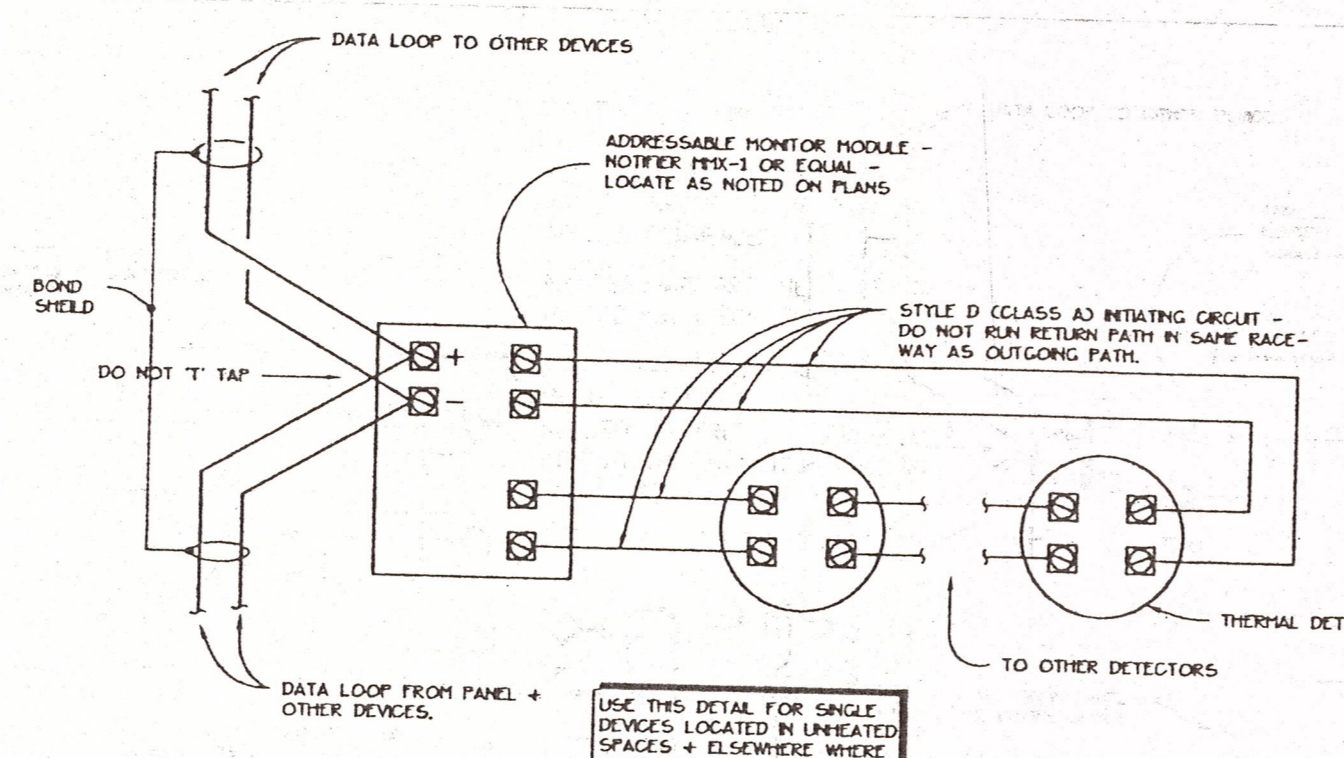 DATA LOOP TO OTHER DEVICES
ADDRESSABLE MONITOR MODULE -
NOTIFIER MMX-1 OR EQUAL -
LOCATE AS NOTED ON PLANS
BOND
SHEILD
STYLE D (CLASS A) INITIATING CIRCUIT -
DO NOT RUN RETURN PATH IN SAME RACE-
WAY AS OUTGOING PATH.
DO NOT 'T' TAP
+
-
THERMAL DET
TO OTHER DETECTORS
DATA LOOP FROM PANEL +
OTHER DEVICES.
USE THIS DETAIL FOR SINGLE
DEVICES LOCATED IN UNHEATED
SPACES + ELSEWHERE WHERE